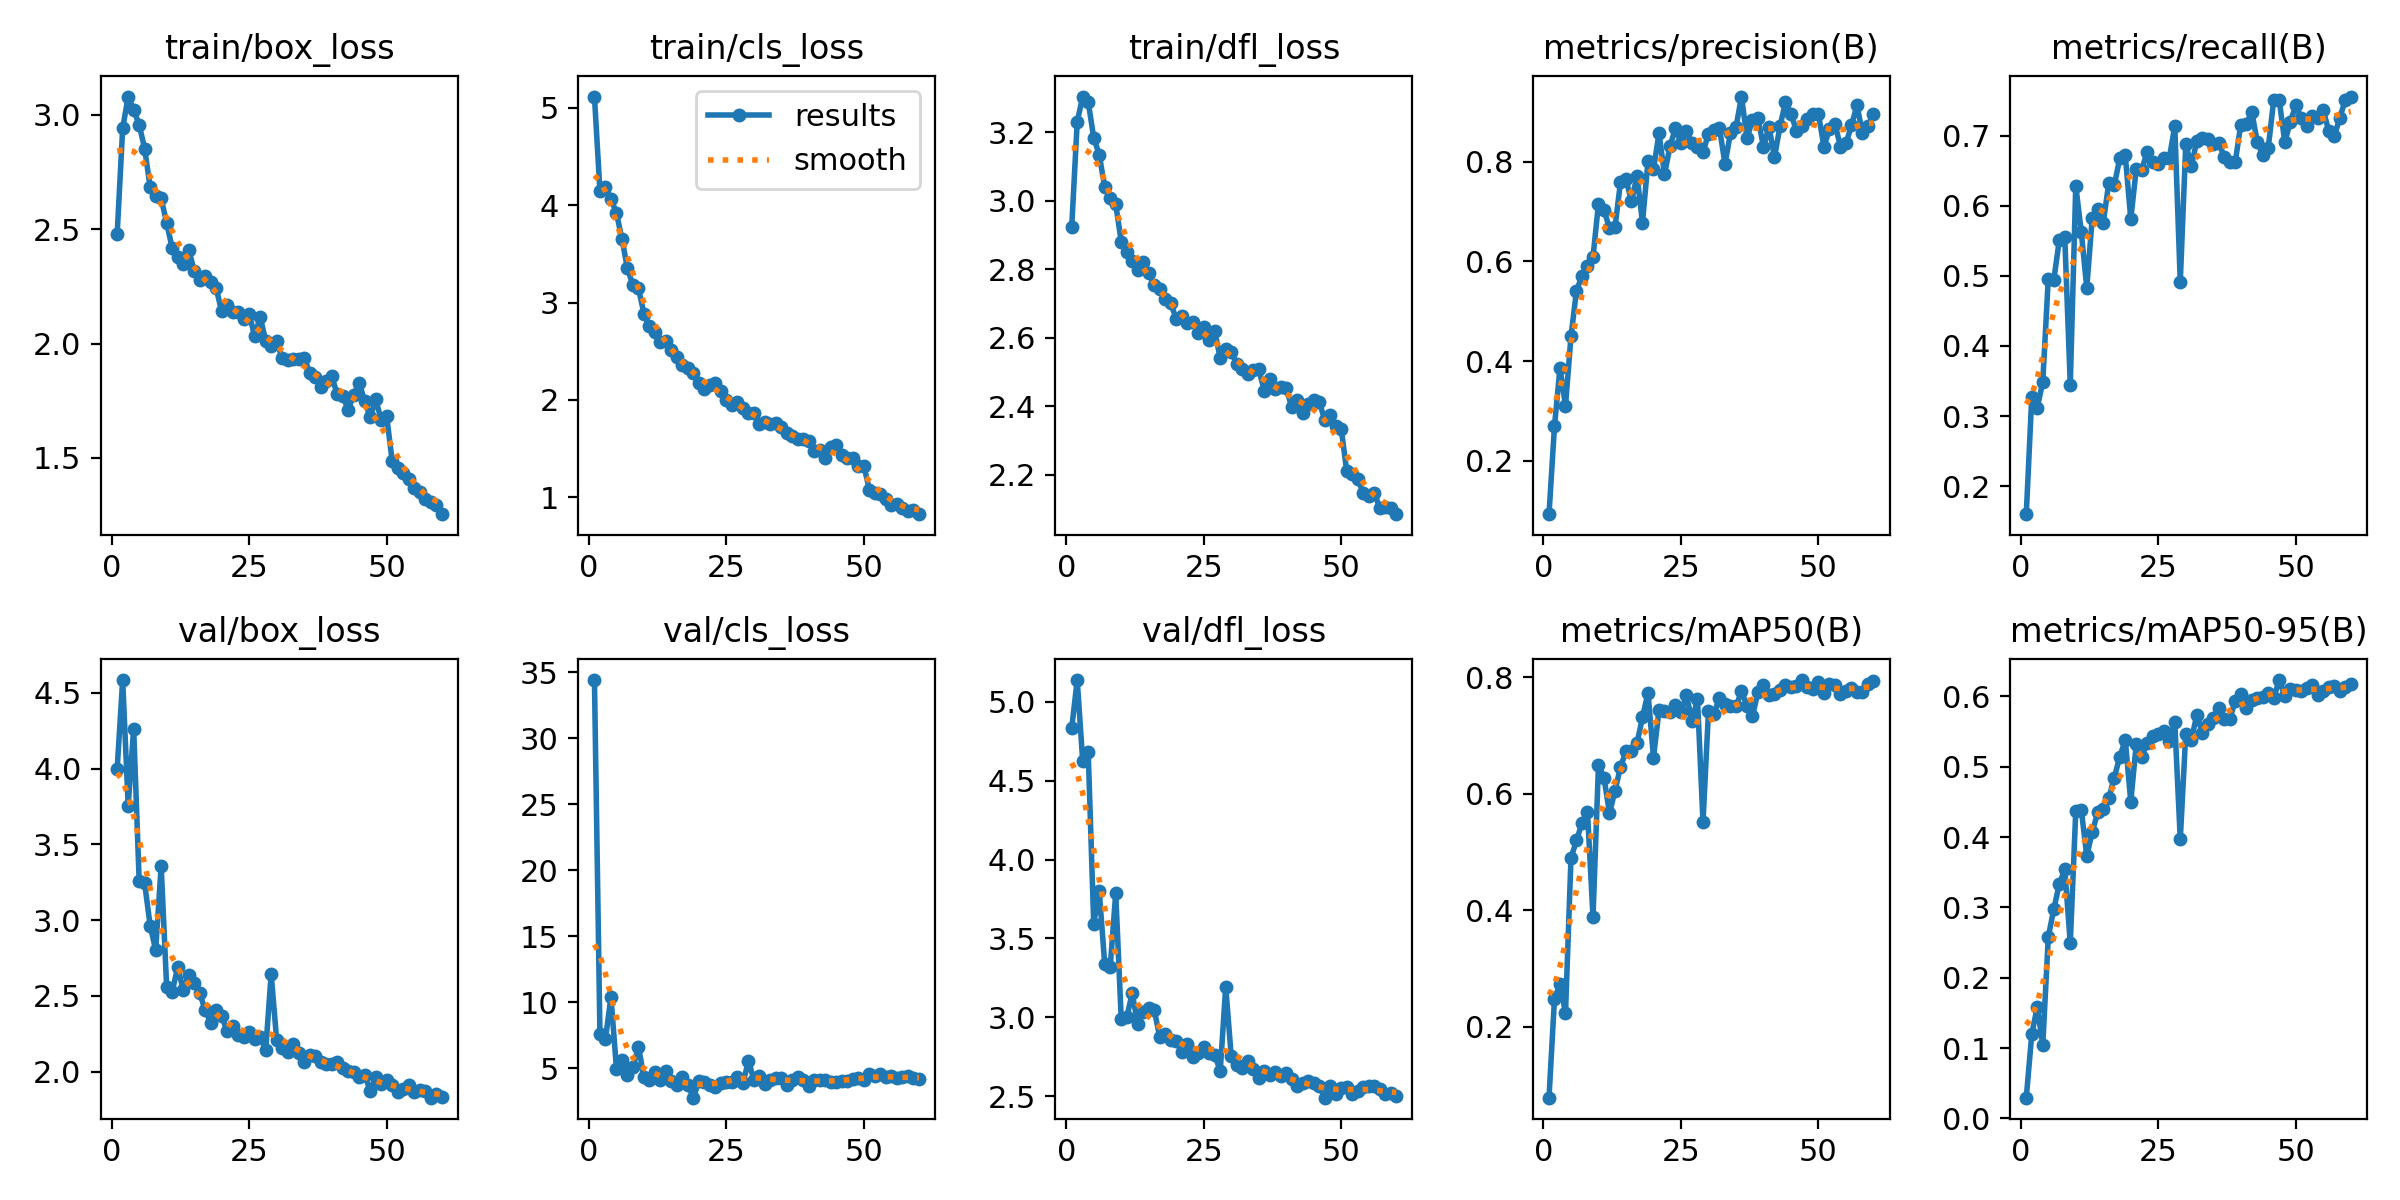 train/box_loss
3.0
2.5
2.0
1.5
0 25 50
train/cls_loss
results
smooth
5
4
3
2
1
0 25 50
train/dfl_loss
3.2
3.0
2.8
2.6
2.4
2.2
0 25 50
metrics/precision(B)
0.8
0.6
0.4
0.2
0 25 50
metrics/recall(B)
0.7
0.6
0.5
0.4
0.3
0.2
0 25 50
val/box_loss
4.5
4.0
3.5
3.0
2.5
2.0
0 25 50
val/cls_loss
35
30
25
20
15
10
5
0 25 50
val/dfl_loss
5.0
4.5
4.0
3.5
3.0
2.5
0 25 50
metrics/mAP50(B)
0.8
0.6
0.4
0.2
0 25 50
metrics/mAP50-95(B)
0.6
0.5
0.4
0.3
0.2
0.1
0.0
0 25 50